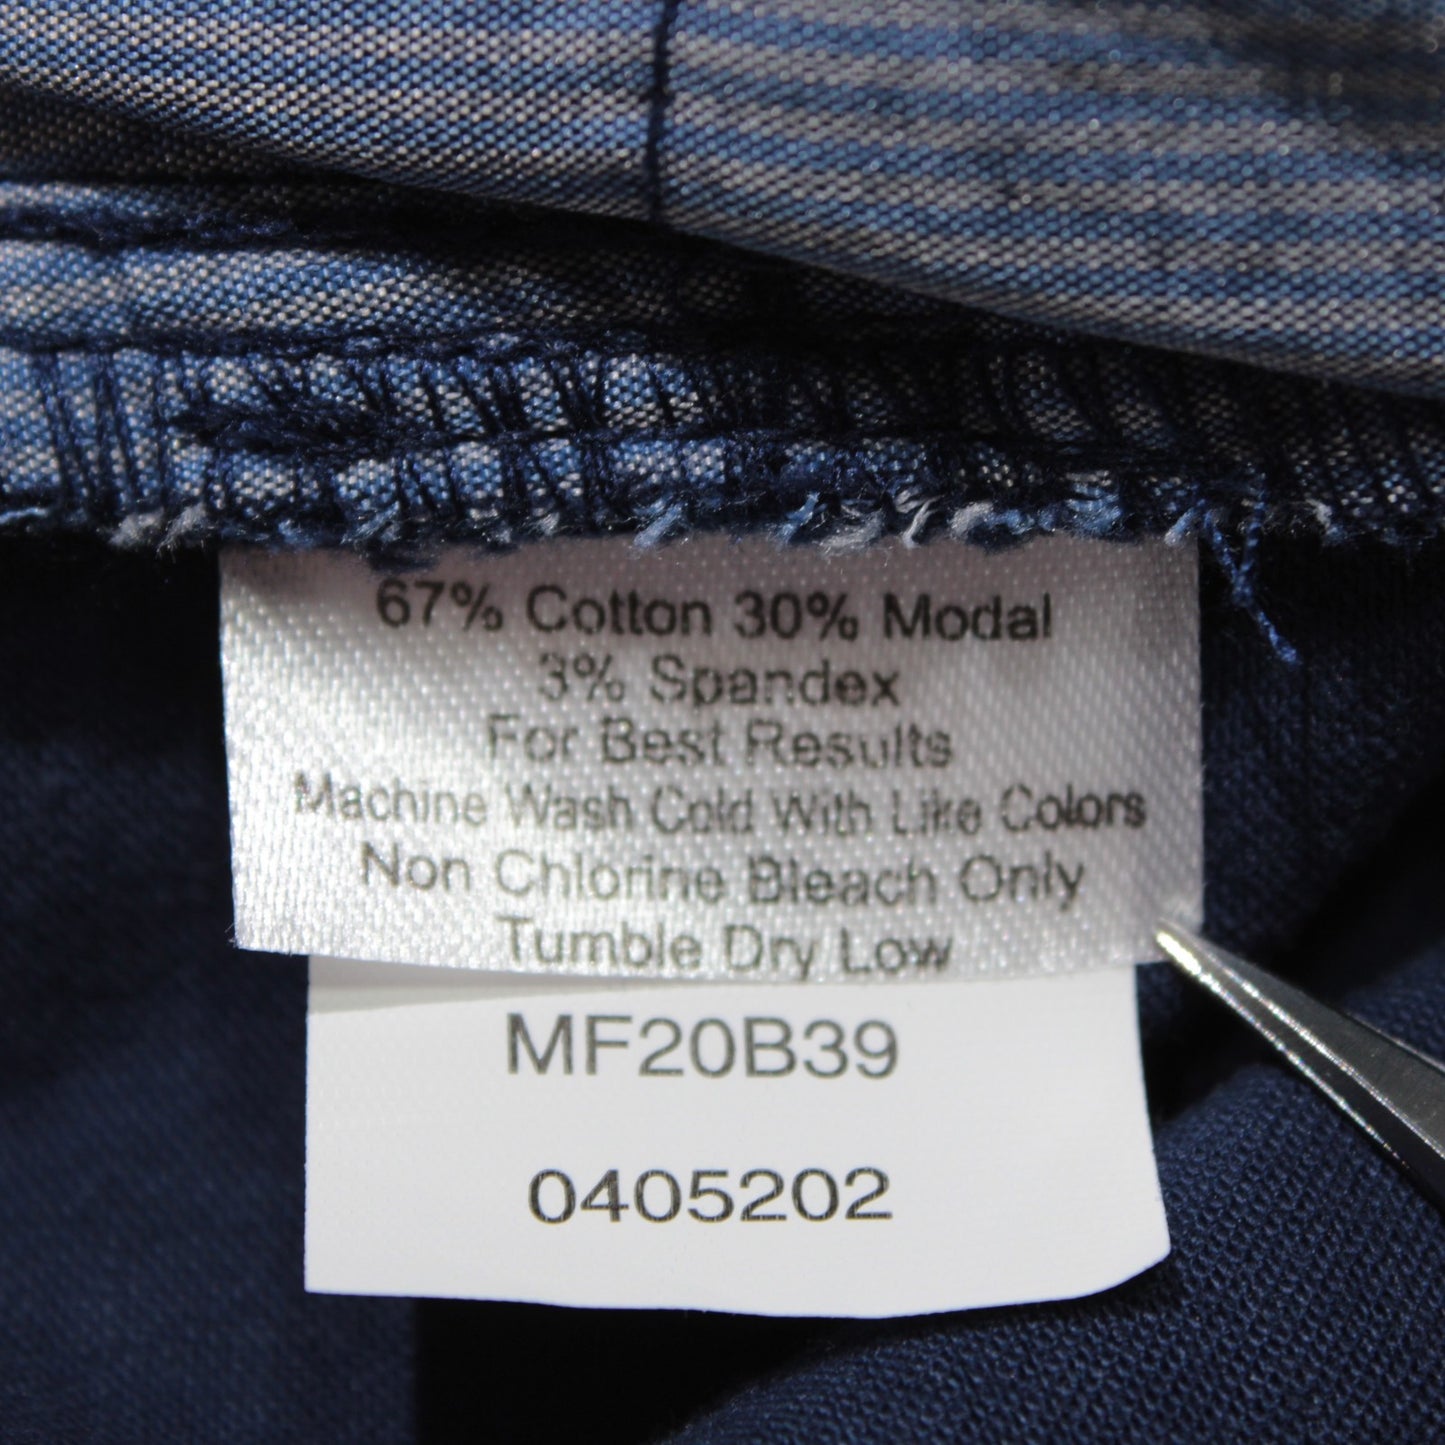 67% Cotton 30% Modal
3% Spandex
For Best Results
Machine Wash Cold With Like Colors
Non Chlorine Bleach Only
Tumble Dry Low
MF20B39
0405202